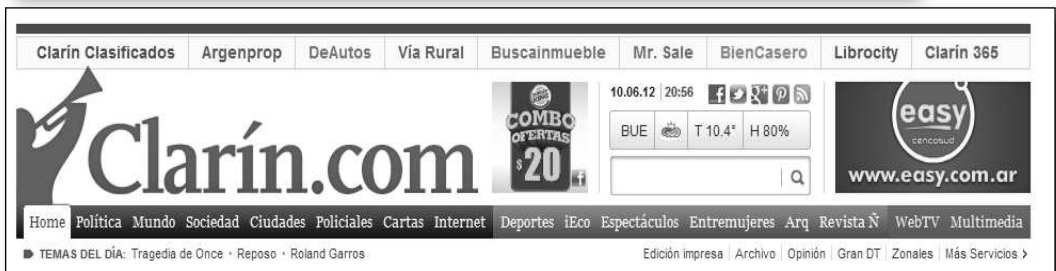 Clarín Clasificados Argenprop DeAutos Vía Rural Buscainmueble Mr. Sale BienCasero Librocity Clarín 365
Clarín.com
BURGER KING
COMBO
OFERTAS
$20
10.06.12 20:56
BUE T 10.4° H 80%
easy
cencosud
www.easy.com.ar
Home Política Mundo Sociedad Ciudades Policiales Cartas Internet Deportes iEco Espectáculos Entremujeres Arq Revista Ñ WebTV Multimedia
TEMAS DEL DÍA: Tragedia de Once · Reposo · Roland Garros Edición impresa Archivo Opinión Gran DT Zonales Más Servicios